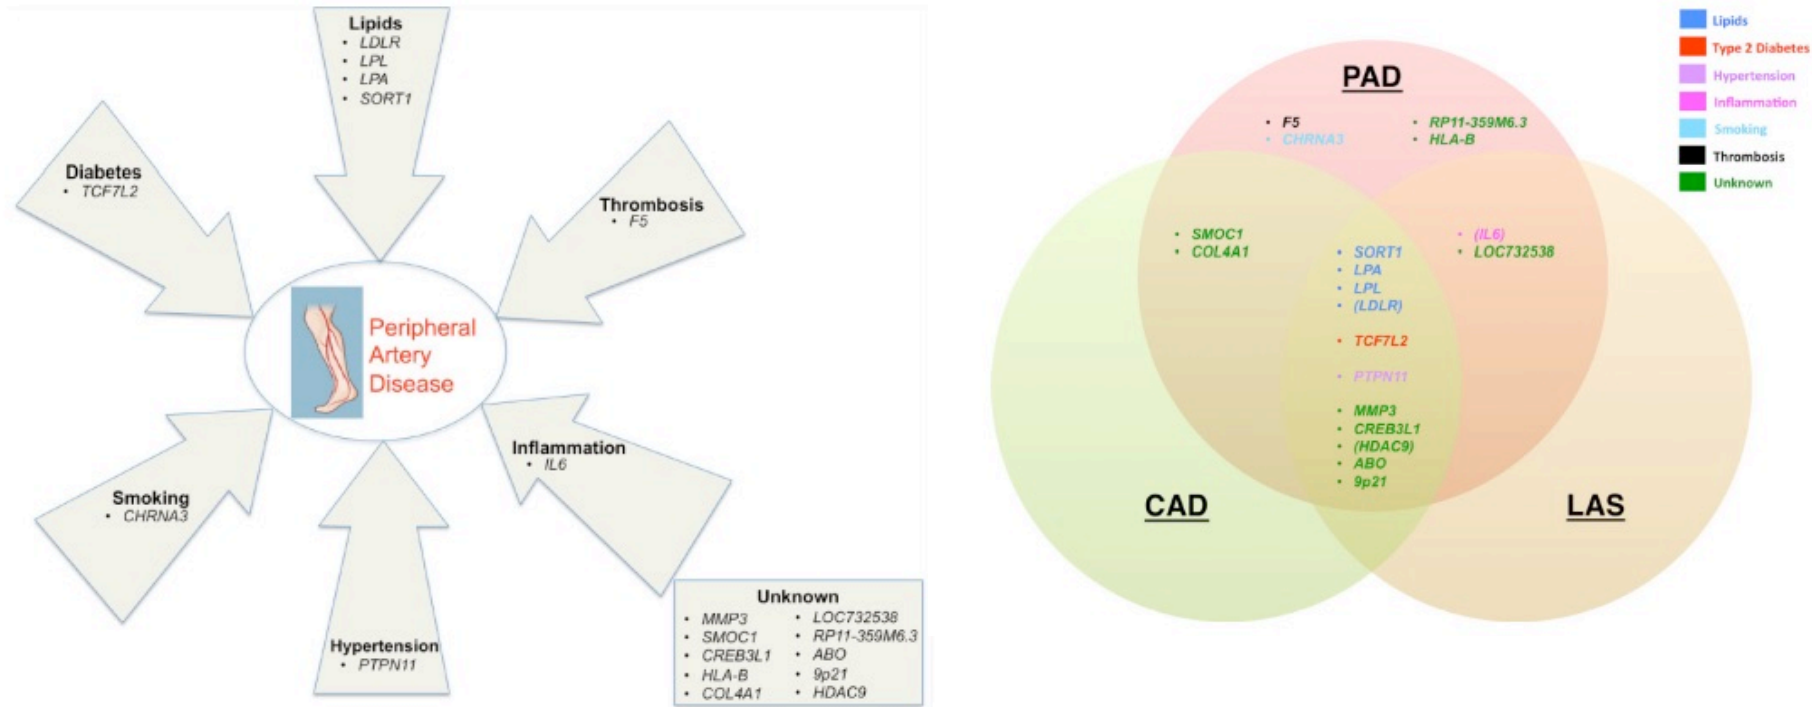 Lipids
• LDLR
• LPL
• LPA
• SORT1
Diabetes
• TCF7L2
Thrombosis
• F5
Peripheral
Artery
Disease
Smoking
• CHRNA3
Inflammation
• IL6
Hypertension
• PTPN11
Unknown
• MMP3
• SMOC1
• CREB3L1
• HLA-B
• COL4A1
• LOC732538
• RP11-359M6.3
• ABO
• 9p21
• HDAC9
PAD
• F5
• CHRNA3
• RP11-359M6.3
• HLA-B
• SMOC1
• COL4A1
• (IL6)
• LOC732538
• SORT1
• LPA
• LPL
• (LDLR)
• TCF7L2
• PTPN11
• MMP3
• CREB3L1
• (HDAC9)
• ABO
• 9p21
CAD
LAS
Lipids
Type 2 Diabetes
Hypertension
Inflammation
Smoking
Thrombosis
Unknown